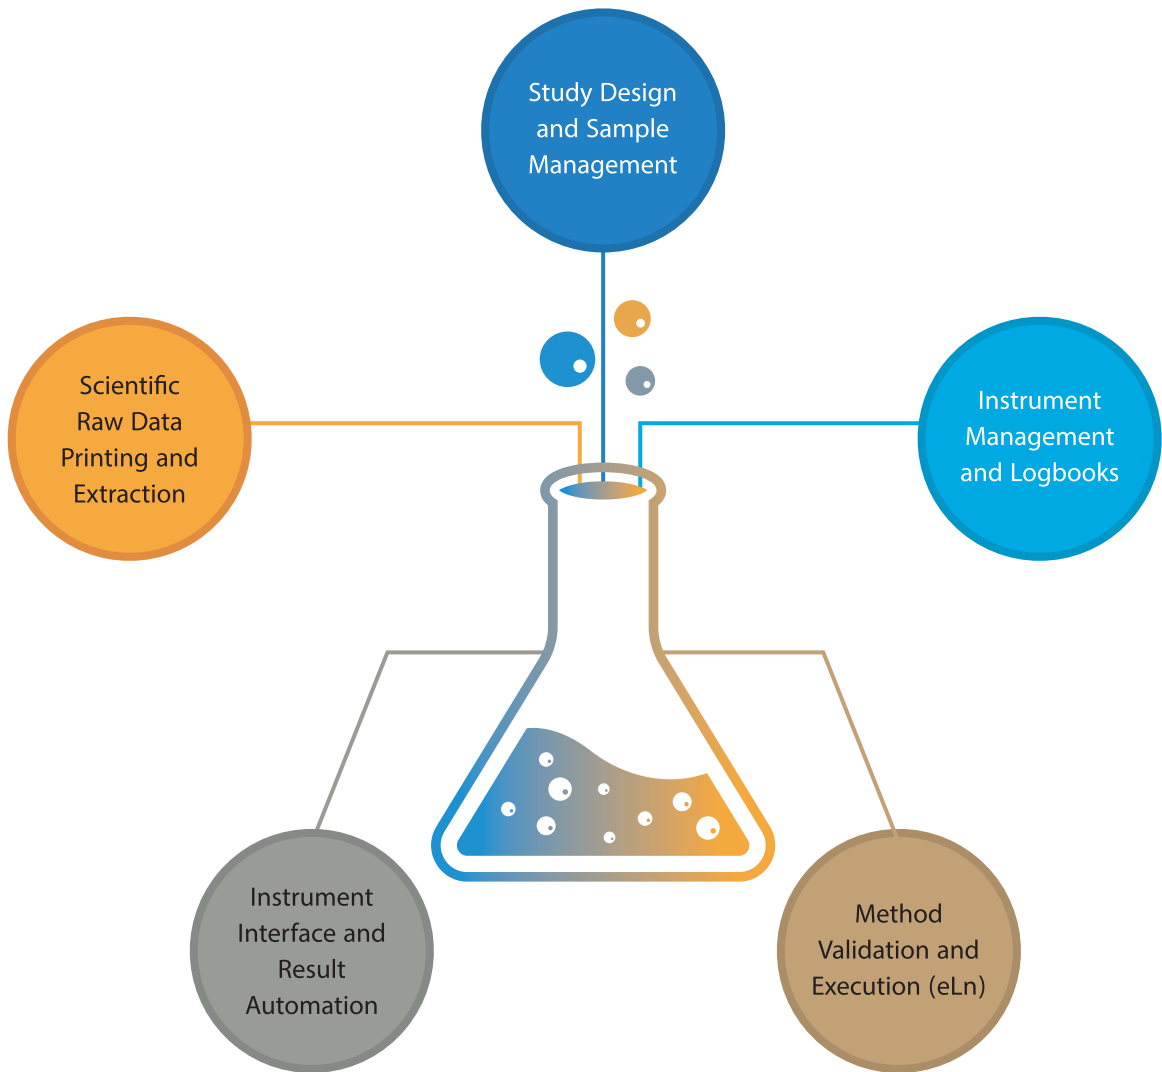 Study Design
and Sample
Management
Scientific
Raw Data
Printing and
Extraction
Instrument
Management
and Logbooks
Instrument
Interface and
Result
Automation
Method
Validation and
Execution (eLn)